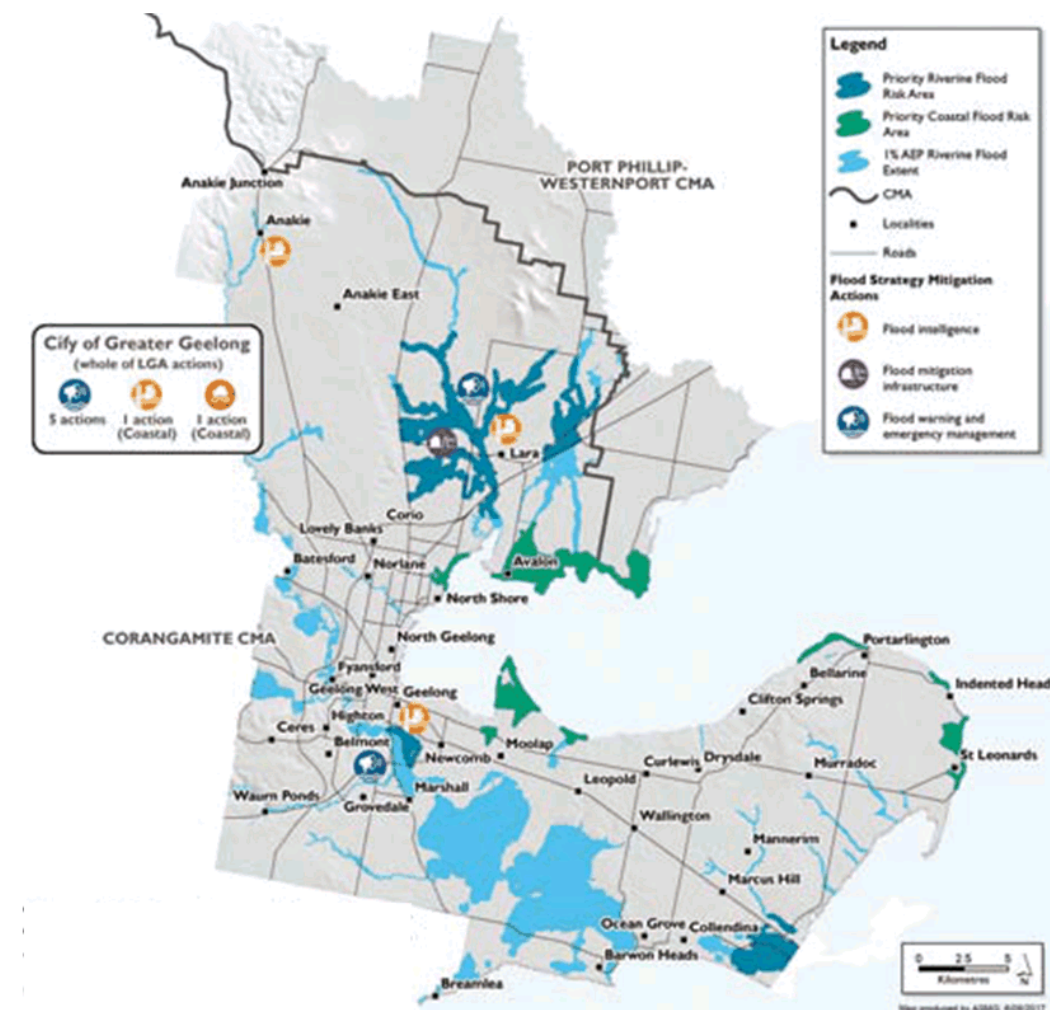 Legend
Priority Riverine Flood
Risk Area
Priority Coastal Flood Risk
Area
1% AEP Riverine Flood
Extent
CMA
Localities
Roads
Flood Strategy Mitigation
Actions
Flood intelligence
Flood mitigation
infrastructure
Flood warning and
emergency management
PORT PHILLIP-
WESTERNPORT CMA
Anakie Junction
Anakie
Anakie East
City of Greater Geelong
(whole of LGA actions)
5 actions
1 action
(Coastal)
1 action
(Coastal)
Lara
Corio
Lovely Banks
Batesford
Norlane
Avalon
North Shore
CORANGAMITE CMA
North Geelong
Fyansford
Geelong West
Geelong
Portarlington
Bellarine
Indented Head
Clifton Springs
Highton
Ceres
Belmont
Newcomb
Moolap
Curlewis
Drysdale
Murradoc
St Leonards
Leopold
Marshall
Waurn Ponds
Grovedale
Wallington
Mannerim
Marcus Hill
Ocean Grove
Collendina
Barwon Heads
Breamlea
0 2.5 5
Kilometres
N